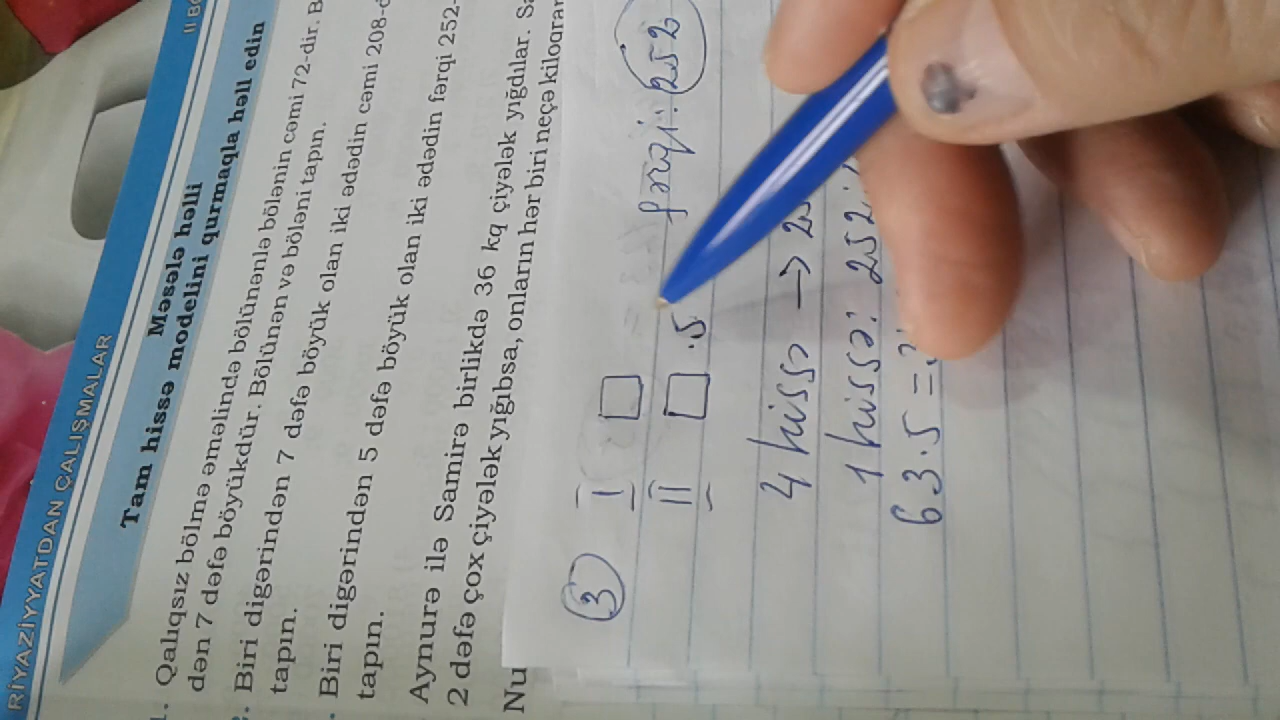 RİYAZİYYATDAN ÇALIŞMALAR
Məsələ həlli
Tam hissə modelini qurmaqla həll edin
Qalıqsız bölmə əməlində bölünənlə bölənin cəmi 72-dir.
dən 7 dəfə böyükdür. Bölünən və böləni tapın.
Biri digərindən 7 dəfə böyük olan iki ədədin cəmi 208-
tapın.
Biri digərindən 5 dəfə böyük olan iki ədədin fərqi 252-
tapın.
Aynurə ilə Samirə birlikdə 36 kq çiyələk yığdılar.
2 dəfə çox çiyələk yığıbsa, onların hər biri neçə
Nu
3 I □
II □ .5 fərqi: 252
4 hissə →
1 hissə: 252:
63.5 =